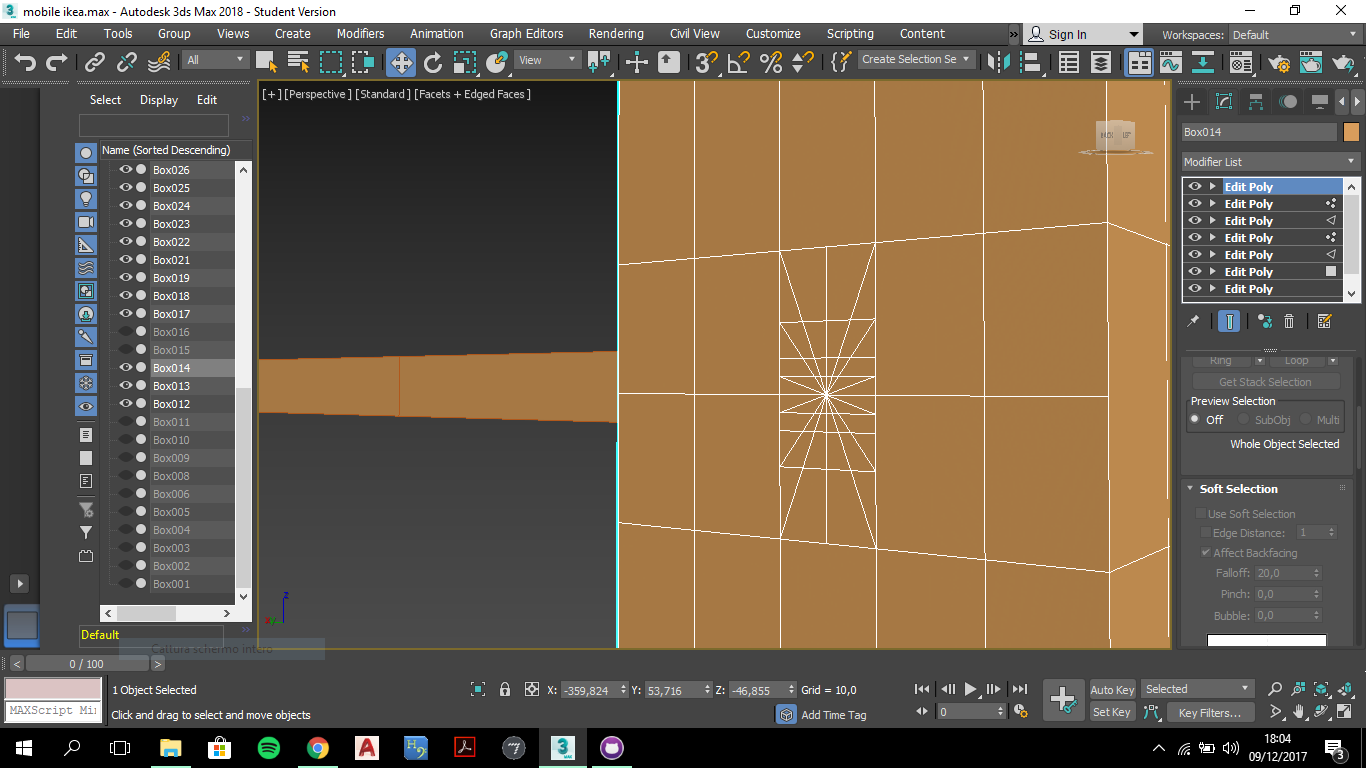 mobile ikea.max - Autodesk 3ds Max 2018 - Student Version
File Edit Tools Group Views Create Modifiers Animation Graph Editors Rendering Civil View Customize Scripting Content » Sign In Workspaces: Default
All View Create Selection Se
Select Display Edit
Name (Sorted Descending)
Box026
Box025
Box024
Box023
Box022
Box021
Box019
Box018
Box017
Box016
Box015
Box014
Box013
Box012
Box011
Box010
Box009
Box008
Box006
Box005
Box004
Box003
Box002
Box001
Default
Cattura schermo intero
[+] [Perspective] [Standard] [Facets + Edged Faces]
z
Box014
Modifier List
Edit Poly
Edit Poly
Edit Poly
Edit Poly
Edit Poly
Edit Poly
Edit Poly
Ring Loop
Get Stack Selection
Preview Selection
Off SubObj Multi
Whole Object Selected
Soft Selection
Use Soft Selection
Edge Distance: 1
Affect Backfacing
Falloff: 20,0
Pinch: 0,0
Bubble: 0,0
< 0 / 100 >
1 Object Selected X: -359,824 Y: 53,716 Z: -46,855 Grid = 10,0 Auto Key Selected
MAXScript Mi Click and drag to select and move objects Add Time Tag 0 Set Key Key Filters...
18:04
09/12/2017
3